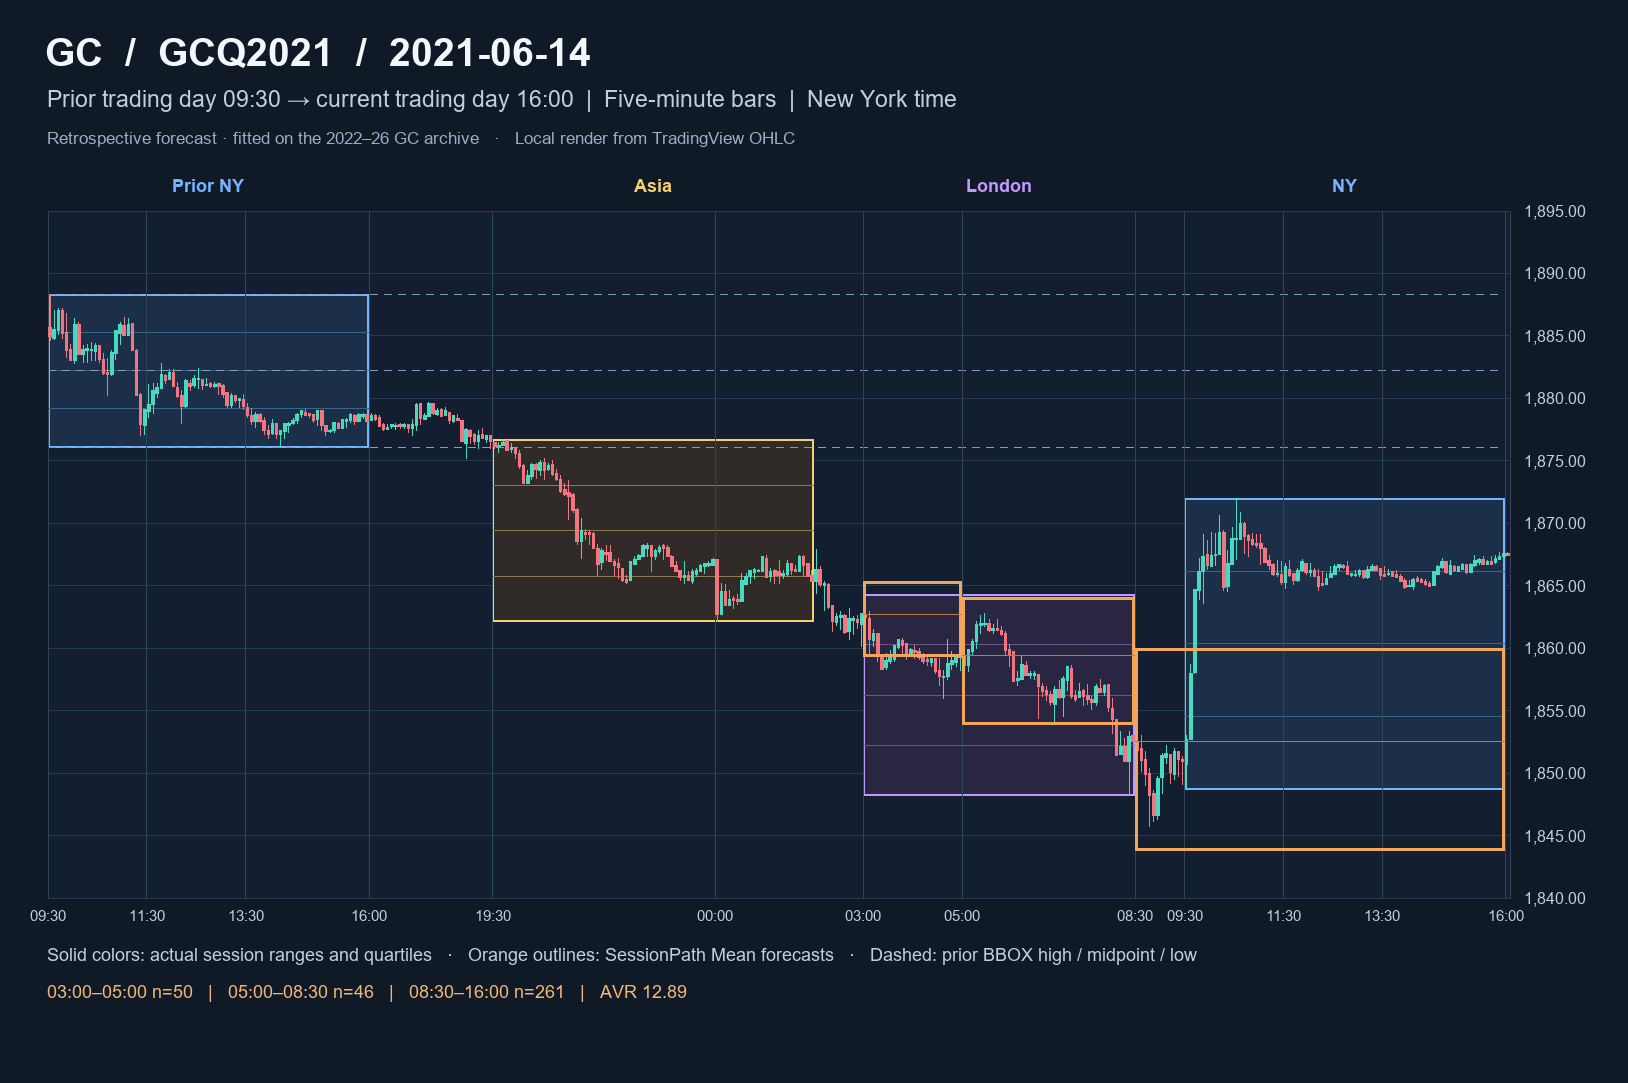 GC / GCQ2021 / 2021-06-14
Prior trading day 09:30 → current trading day 16:00 | Five-minute bars | New York time
Retrospective forecast · fitted on the 2022–26 GC archive · Local render from TradingView OHLC
Prior NY Asia London NY
1,895.00
1,890.00
1,885.00
1,880.00
1,875.00
1,870.00
1,865.00
1,860.00
1,855.00
1,850.00
1,845.00
1,840.00
09:30 11:30 13:30 16:00 19:30 00:00 03:00 05:00 08:30 09:30 11:30 13:30 16:00
Solid colors: actual session ranges and quartiles · Orange outlines: SessionPath Mean forecasts · Dashed: prior BBOX high / midpoint / low
03:00–05:00 n=50 | 05:00–08:30 n=46 | 08:30–16:00 n=261 | AVR 12.89